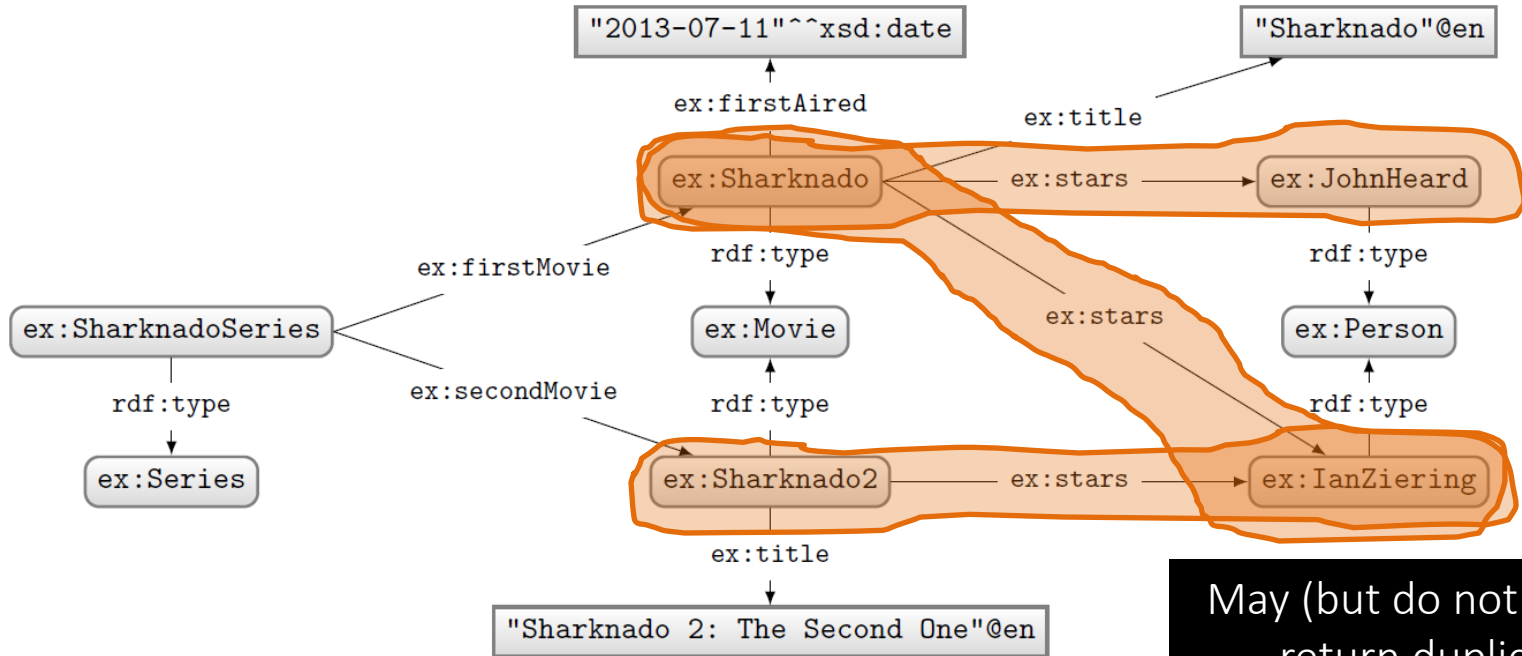 "2013-07-11"^^xsd:date
"Sharknado"@en
ex:firstAired
ex:title
ex:Sharknado
ex:stars
ex:JohnHeard
rdf:type
rdf:type
ex:firstMovie
ex:SharknadoSeries
ex:Movie
ex:stars
ex:Person
ex:secondMovie
rdf:type
rdf:type
rdf:type
ex:Series
ex:Sharknado2
ex:stars
ex:IanZiering
ex:title
"Sharknado 2: The Second One"@en
May (but do not
return duplic